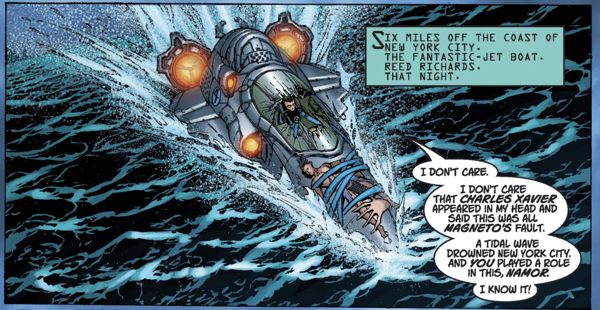 SIX MILES OFF THE COAST OF
NEW YORK CITY.
THE FANTASTIC-JET BOAT.
REED RICHARDS.
THAT NIGHT.
I DON'T CARE.
I DON'T CARE
THAT CHARLES XAVIER
APPEARED IN MY HEAD AND
SAID THIS WAS ALL
MAGNETO'S FAULT.
A TIDAL WAVE
DROWNED NEW YORK CITY.
AND YOU PLAYED A ROLE
IN THIS, NAMOR.
I KNOW IT!